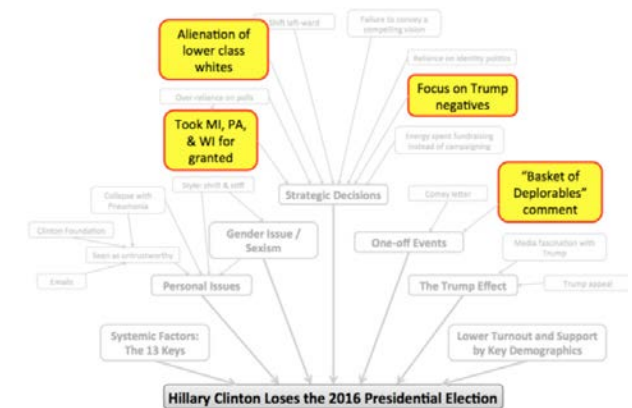 Shift left-ward
Failure to convey a
compelling vision
Alienation of
lower class
whites
Reliance on identity politics
Over-reliance on polls
Focus on Trump
negatives
Took MI, PA,
& WI for
granted
Energy spent fundraising
instead of campaigning
Style: shrill & stiff
Strategic Decisions
"Basket of
Deplorables"
comment
Comey letter
Collapse with
Pneumonia
Clinton Foundation
Gender Issue /
Sexism
One-off Events
Media fascination with
Trump
Seen as untrustworthy
Emails
Personal Issues
The Trump Effect
Trump appeal
Systemic Factors:
The 13 Keys
Lower Turnout and Support
by Key Demographics
Hillary Clinton Loses the 2016 Presidential Election